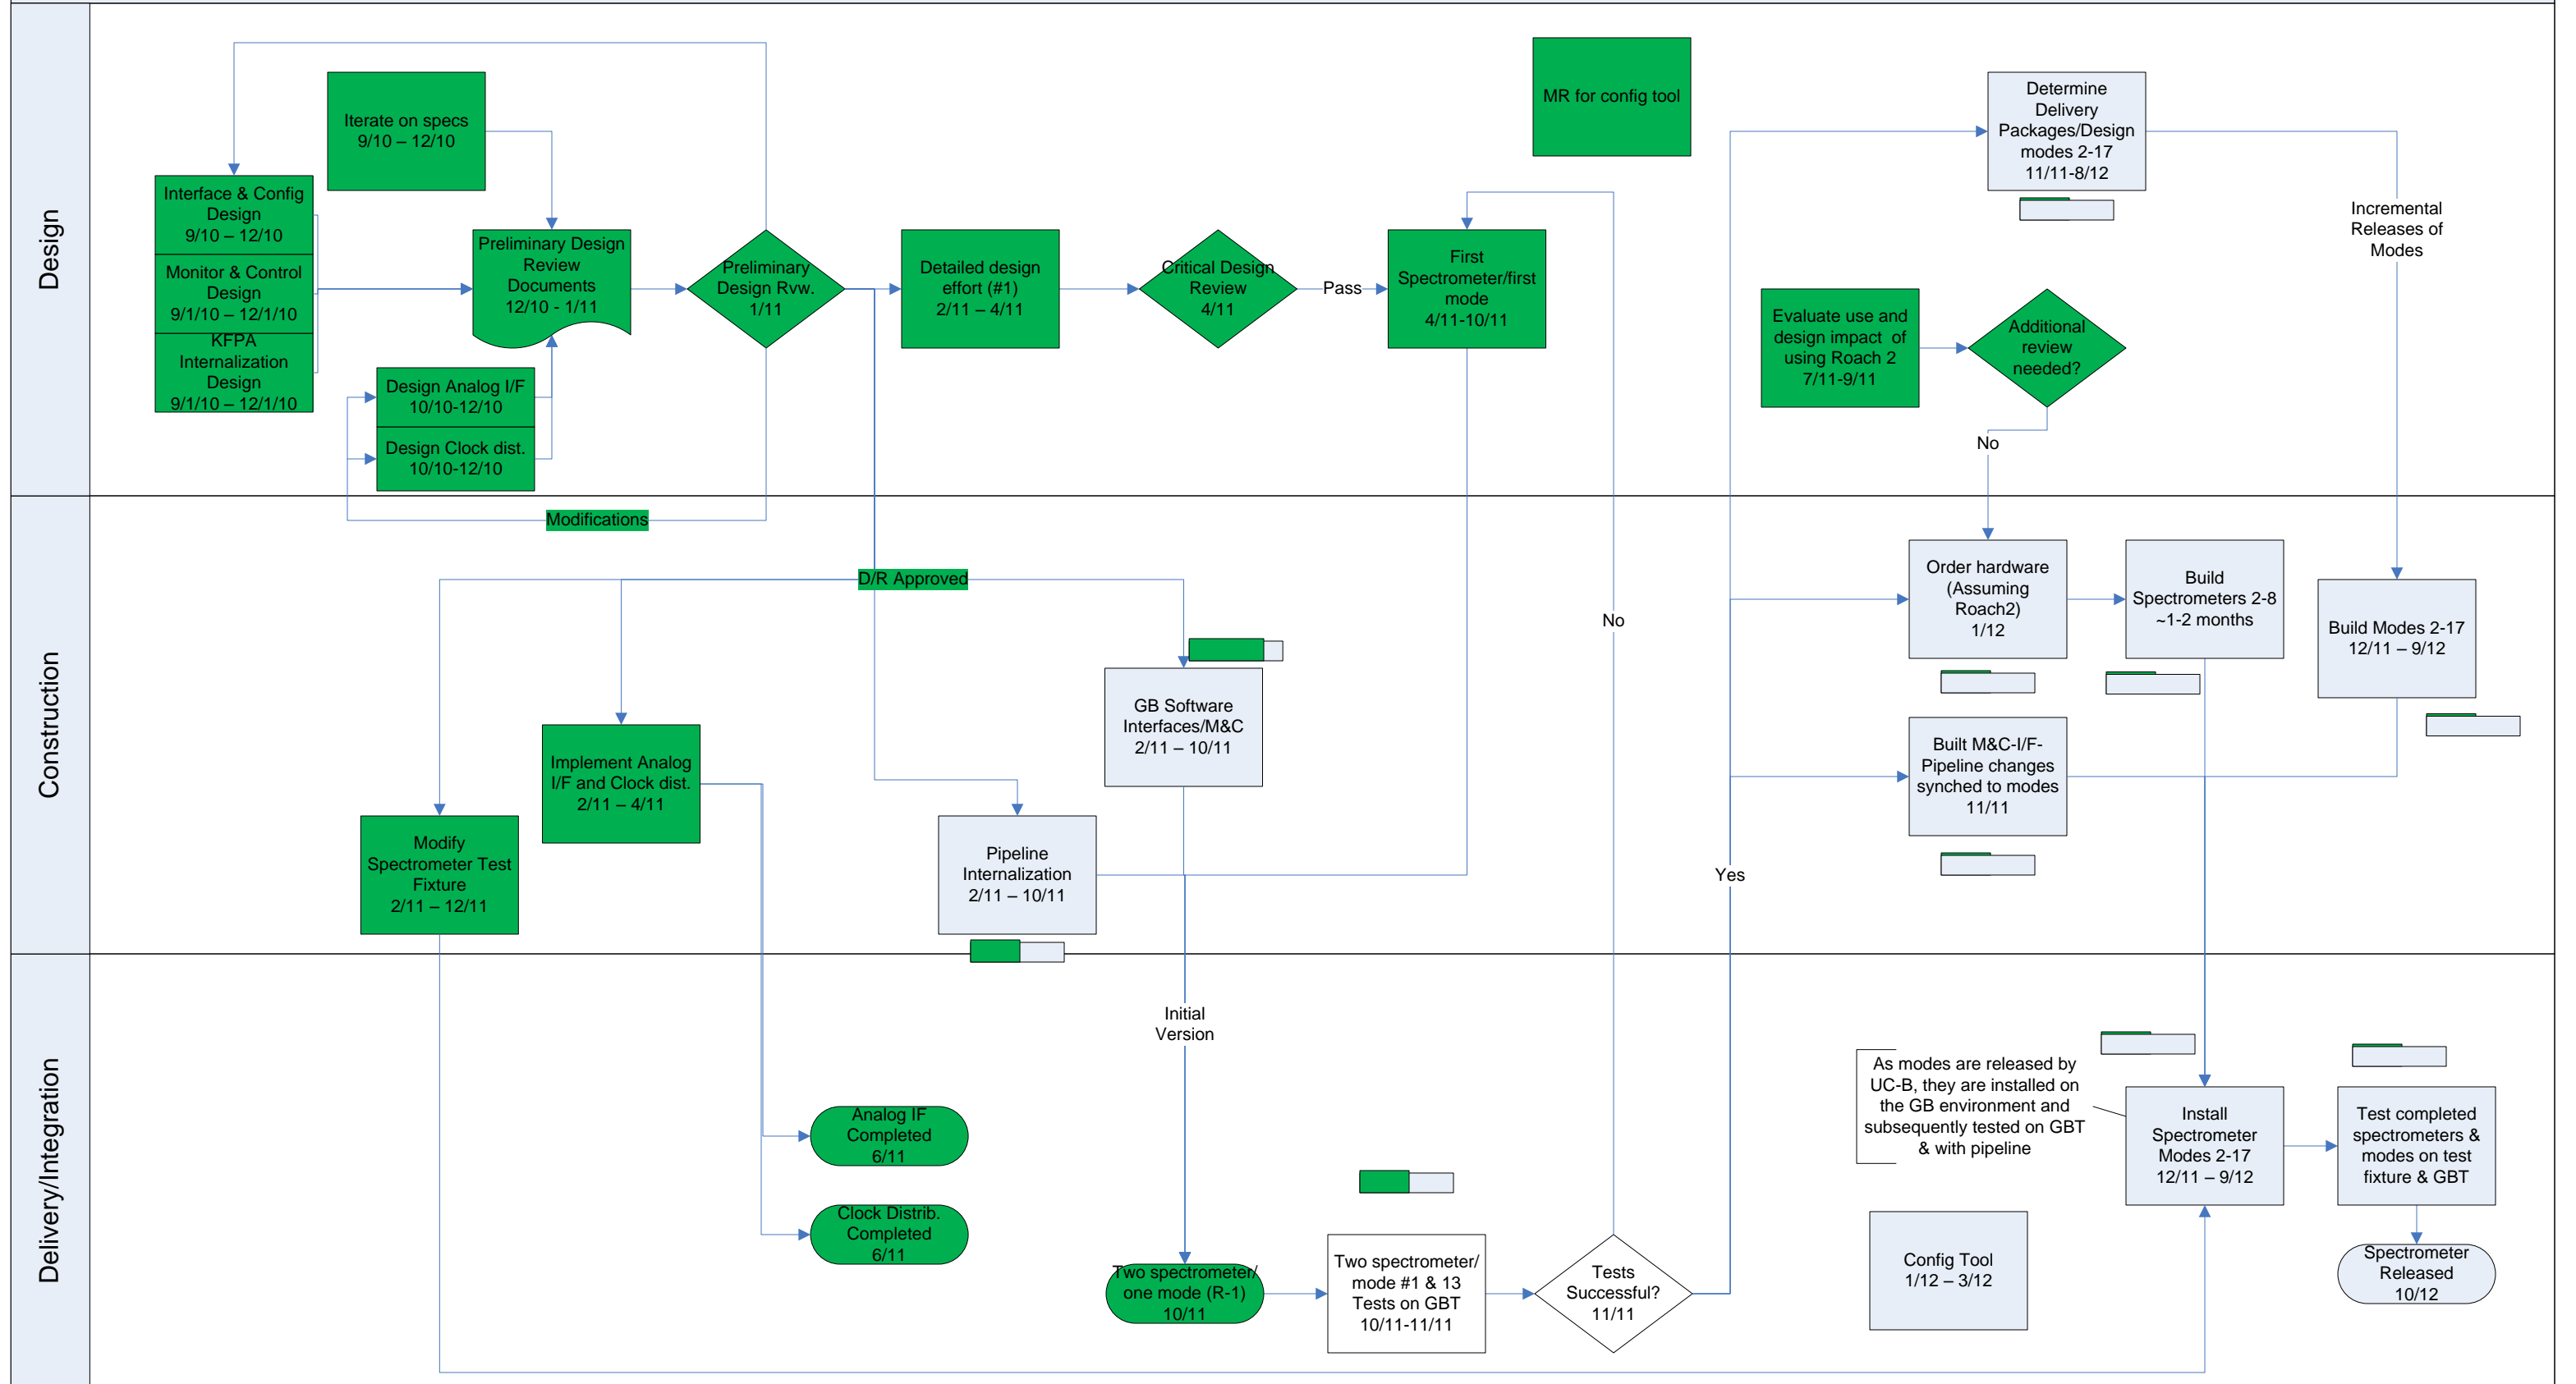 Design
Iterate on specs
9/10 – 12/10
Interface & Config
Design
9/10 – 12/10
Monitor & Control
Design
9/1/10 – 12/1/10
KFPA
Internalization
Design
9/1/10 – 12/1/10
Preliminary Design
Review
Documents
12/10 - 1/11
Design Analog I/F
10/10-12/10
Design Clock dist.
10/10-12/10
Preliminary
Design Rvw.
1/11
Detailed design
effort (#1)
2/11 – 4/11
Critical Design
Review
4/11
Pass
First
Spectrometer/first
mode
4/11-10/11
MR for config tool
Evaluate use and
design impact  of
using Roach 2
7/11-9/11
Additional
review
needed?
No
Determine
Delivery
Packages/Design
modes 2-17
11/11-8/12
Incremental
Releases of
Modes
Construction
Modifications
D/R Approved
Modify
Spectrometer Test
Fixture
2/11 – 12/11
Implement Analog
I/F and Clock dist.
2/11 – 4/11
Pipeline
Internalization
2/11 – 10/11
GB Software
Interfaces/M&C
2/11 – 10/11
No
Yes
Order hardware
(Assuming
Roach2)
1/12
Build
Spectrometers 2-8
~1-2 months
Build Modes 2-17
12/11 – 9/12
Built M&C-I/F-
Pipeline changes
synched to modes
11/11
Delivery/Integration
Initial
Version
Analog IF
Completed
6/11
Clock Distrib.
Completed
6/11
Two spectrometer/
one mode (R-1)
10/11
Two spectrometer/
mode #1 & 13
Tests on GBT
10/11-11/11
Tests
Successful?
11/11
As modes are released by
UC-B, they are installed on
the GB environment and
subsequently tested on GBT
& with pipeline
Install
Spectrometer
Modes 2-17
12/11 – 9/12
Test completed
spectrometers &
modes on test
fixture & GBT
Config Tool
1/12 – 3/12
Spectrometer
Released
10/12